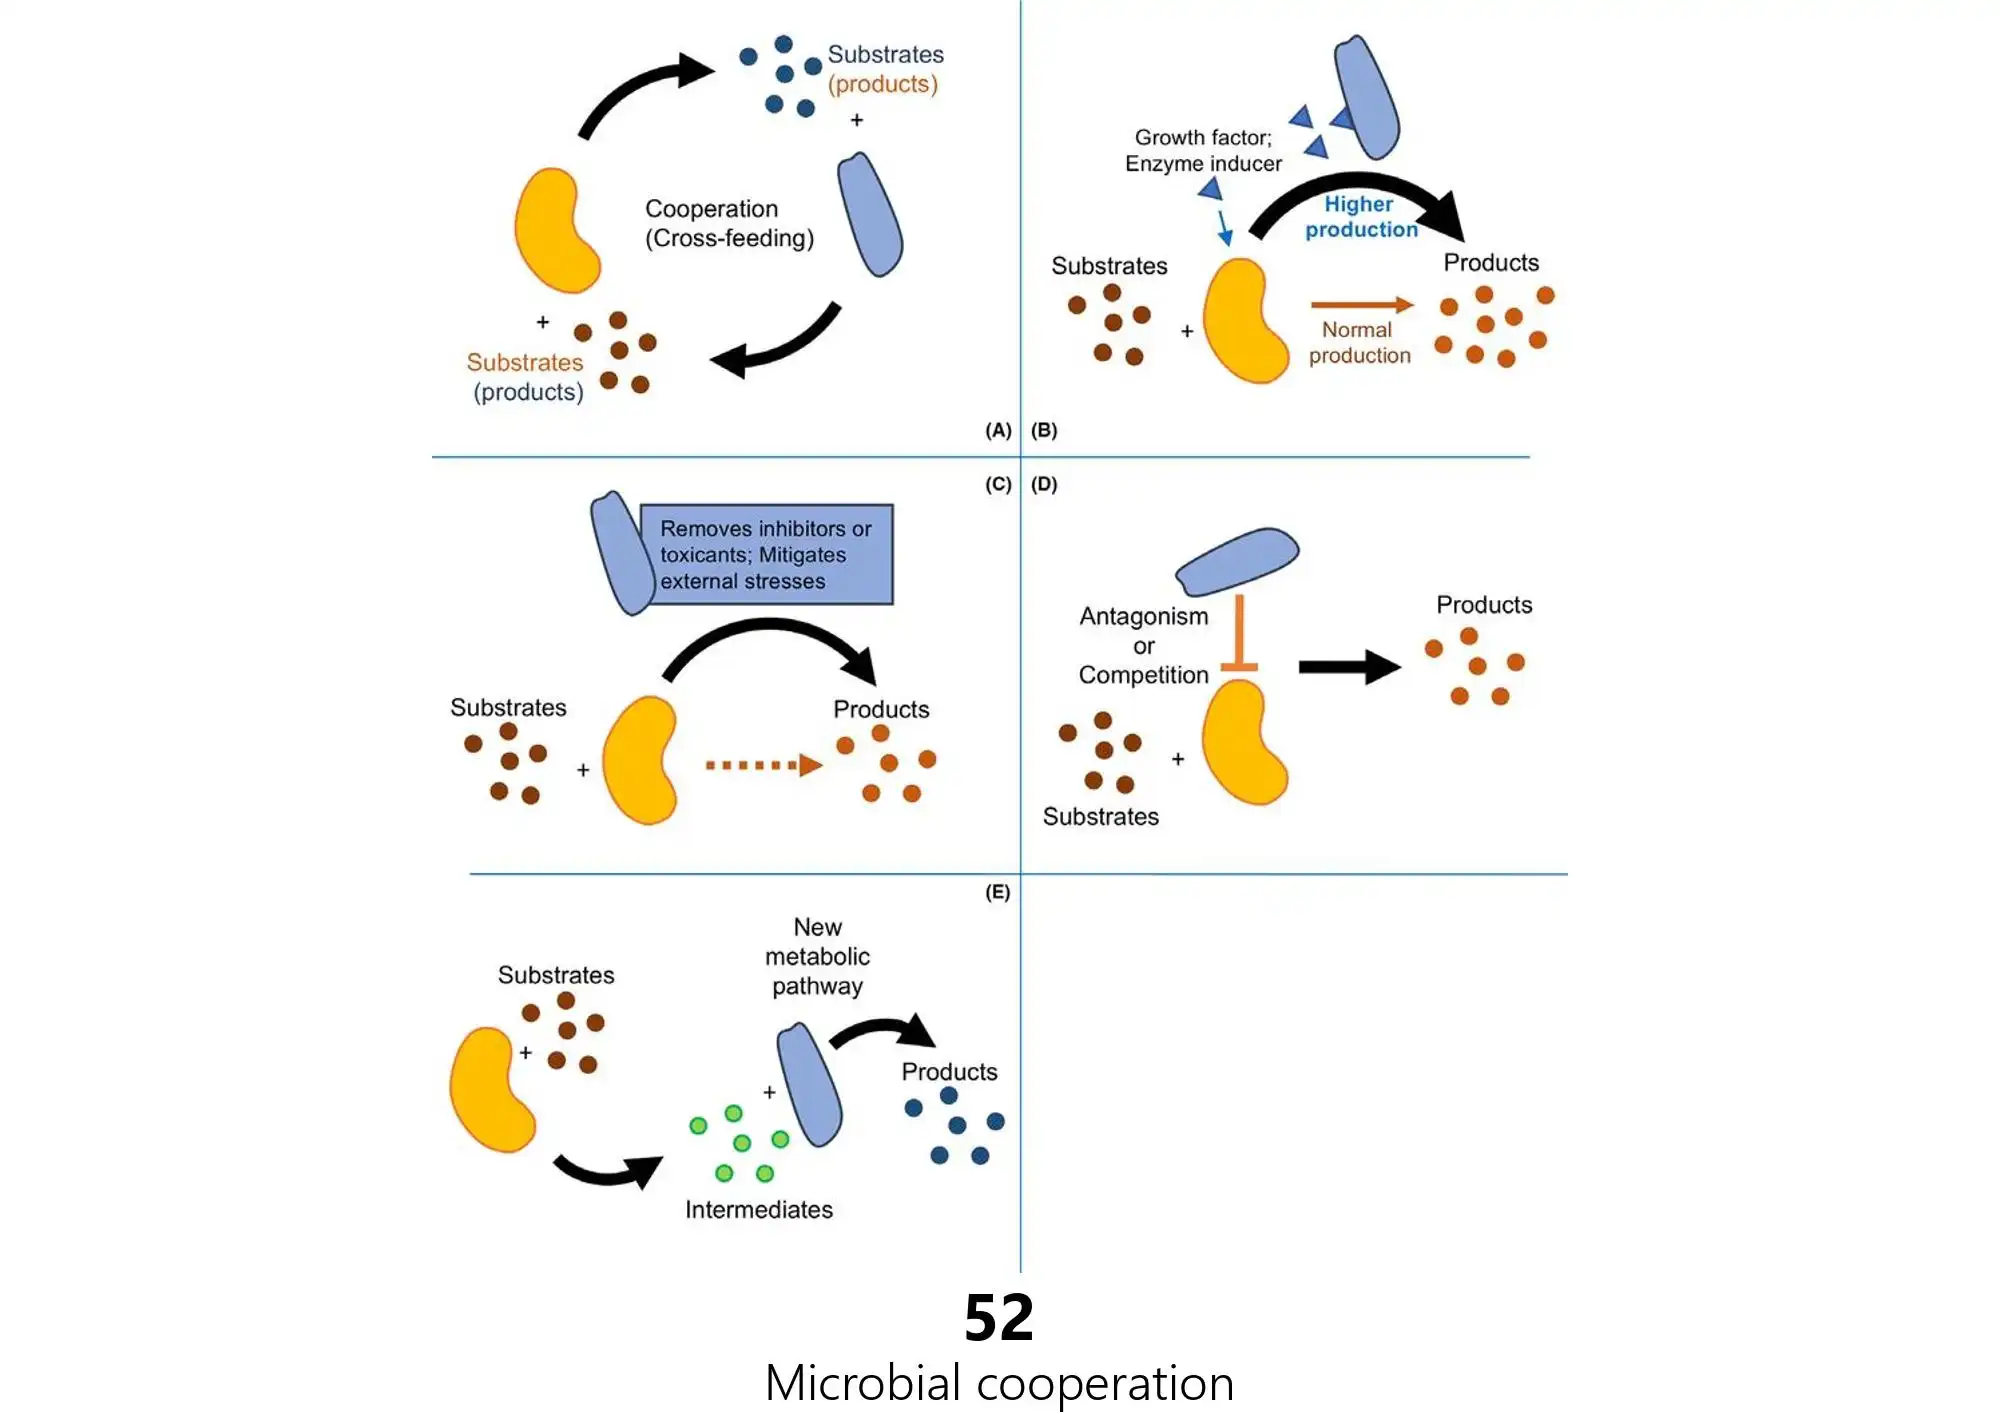 Substrates
(products)
+
Cooperation
(Cross-feeding)
+
Substrates
(products)
(A)
Growth factor;
Enzyme inducer
Higher
production
Substrates
+
Products
Normal
production
(B)
(C)
Removes inhibitors or
toxicants; Mitigates
external stresses
Substrates
+
Products
(D)
Antagonism
or
Competition
Products
+
Substrates
(E)
New
metabolic
pathway
Substrates
+
+
Products
Intermediates
52
Microbial cooperation